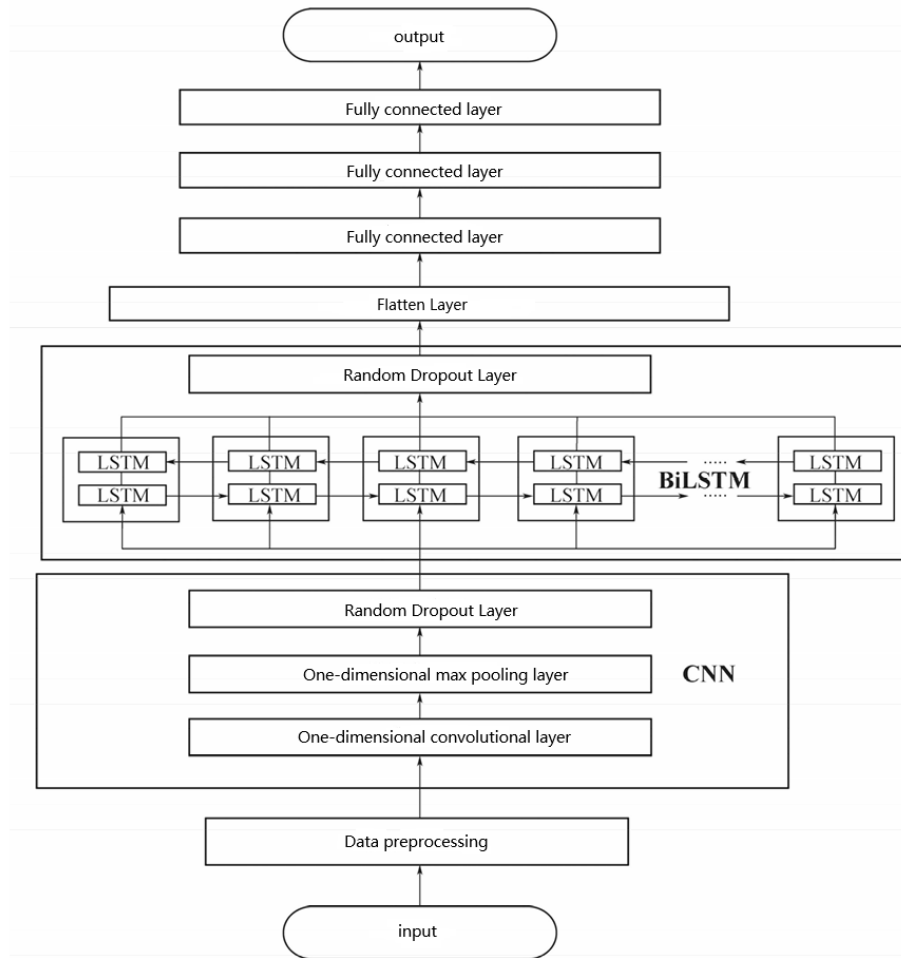 output
Fully connected layer
Fully connected layer
Fully connected layer
Flatten Layer
Random Dropout Layer
LSTM LSTM LSTM LSTM ..... LSTM
BiLSTM
LSTM LSTM LSTM LSTM ..... LSTM
Random Dropout Layer
One-dimensional max pooling layer
CNN
One-dimensional convolutional layer
Data preprocessing
input